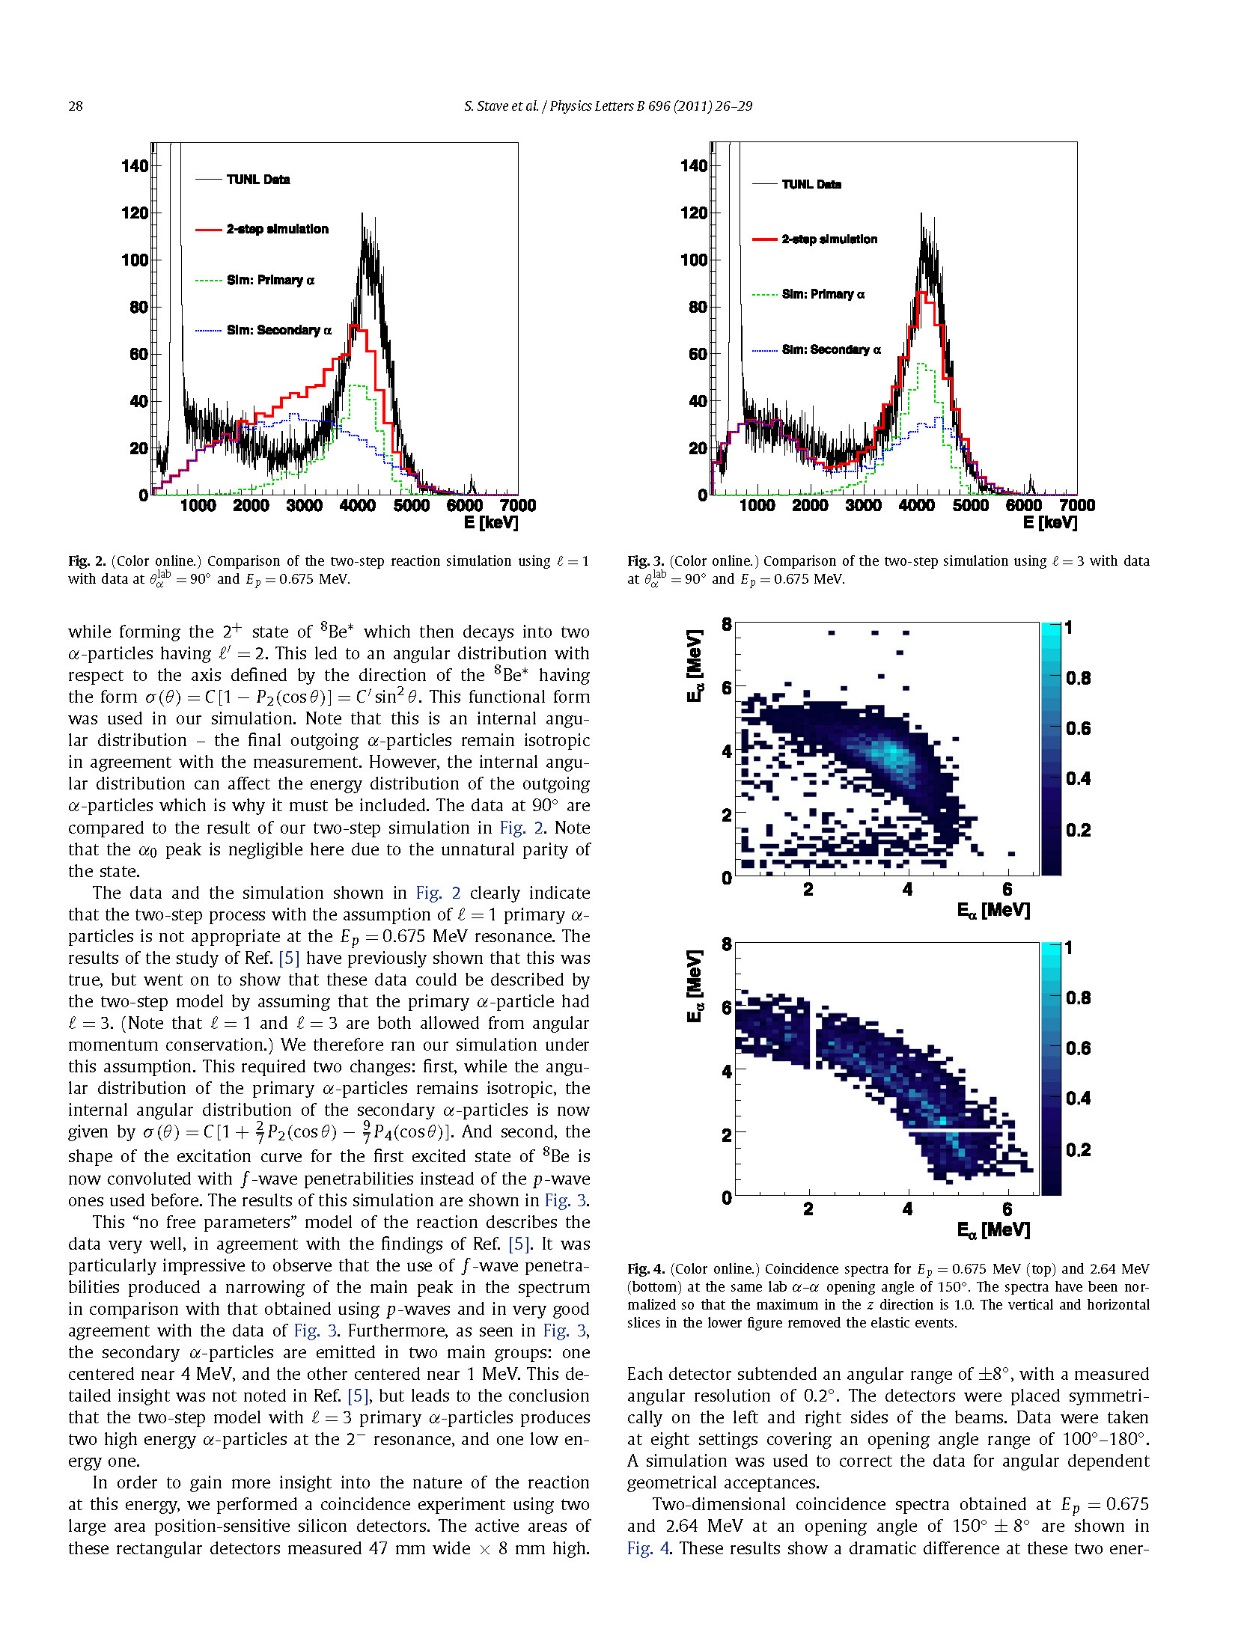 28
S. Stave et al. / Physics Letters B 696 (2011) 26–29
140
120
100
80
60
40
20
0
TUNL Data
2-step simulation
Sim: Primary α
Sim: Secondary α
1000 2000 3000 4000 5000 6000 7000
E [keV]
Fig. 2. (Color online.) Comparison of the two-step reaction simulation using ℓ = 1
with data at θ_α^lab = 90° and E_p = 0.675 MeV.
140
120
100
80
60
40
20
0
TUNL Data
2-step simulation
Sim: Primary α
Sim: Secondary α
1000 2000 3000 4000 5000 6000 7000
E [keV]
Fig. 3. (Color online.) Comparison of the two-step simulation using ℓ = 3 with data
at θ_α^lab = 90° and E_p = 0.675 MeV.
while forming the 2⁺ state of ⁸Be* which then decays into two
α-particles having ℓ′ = 2. This led to an angular distribution with
respect to the axis defined by the direction of the ⁸Be* having
the form σ(θ) = C[1 − P₂(cos θ)] = C′ sin² θ. This functional form
was used in our simulation. Note that this is an internal angu-
lar distribution – the final outgoing α-particles remain isotropic
in agreement with the measurement. However, the internal angu-
lar distribution can affect the energy distribution of the outgoing
α-particles which is why it must be included. The data at 90° are
compared to the result of our two-step simulation in Fig. 2. Note
that the α₀ peak is negligible here due to the unnatural parity of
the state.
The data and the simulation shown in Fig. 2 clearly indicate
that the two-step process with the assumption of ℓ = 1 primary α-
particles is not appropriate at the E_p = 0.675 MeV resonance. The
results of the study of Ref. [5] have previously shown that this was
true, but went on to show that these data could be described by
the two-step model by assuming that the primary α-particle had
ℓ = 3. (Note that ℓ = 1 and ℓ = 3 are both allowed from angular
momentum conservation.) We therefore ran our simulation under
this assumption. This required two changes: first, while the angu-
lar distribution of the primary α-particles remains isotropic, the
internal angular distribution of the secondary α-particles is now
given by σ(θ) = C[1 + 2/7 P₂(cos θ) − 9/7 P₄(cos θ)]. And second, the
shape of the excitation curve for the first excited state of ⁸Be is
now convoluted with f-wave penetrabilities instead of the p-wave
ones used before. The results of this simulation are shown in Fig. 3.
This “no free parameters” model of the reaction describes the
data very well, in agreement with the findings of Ref. [5]. It was
particularly impressive to observe that the use of f-wave penetra-
bilities produced a narrowing of the main peak in the spectrum
in comparison with that obtained using p-waves and in very good
agreement with the data of Fig. 3. Furthermore, as seen in Fig. 3,
the secondary α-particles are emitted in two main groups: one
centered near 4 MeV, and the other centered near 1 MeV. This de-
tailed insight was not noted in Ref. [5], but leads to the conclusion
that the two-step model with ℓ = 3 primary α-particles produces
two high energy α-particles at the 2⁻ resonance, and one low en-
ergy one.
In order to gain more insight into the nature of the reaction
at this energy, we performed a coincidence experiment using two
large area position-sensitive silicon detectors. The active areas of
these rectangular detectors measured 47 mm wide × 8 mm high.
E_α [MeV]
8
6
4
2
0
2 4 6
E_α [MeV]
1
0.8
0.6
0.4
0.2
E_α [MeV]
8
6
4
2
0
2 4 6
E_α [MeV]
1
0.8
0.6
0.4
0.2
Fig. 4. (Color online.) Coincidence spectra for E_p = 0.675 MeV (top) and 2.64 MeV
(bottom) at the same lab α–α opening angle of 150°. The spectra have been nor-
malized so that the maximum in the z direction is 1.0. The vertical and horizontal
slices in the lower figure removed the elastic events.
Each detector subtended an angular range of ±8°, with a measured
angular resolution of 0.2°. The detectors were placed symmetri-
cally on the left and right sides of the beams. Data were taken
at eight settings covering an opening angle range of 100°–180°.
A simulation was used to correct the data for angular dependent
geometrical acceptances.
Two-dimensional coincidence spectra obtained at E_p = 0.675
and 2.64 MeV at an opening angle of 150° ± 8° are shown in
Fig. 4. These results show a dramatic difference at these two ener-